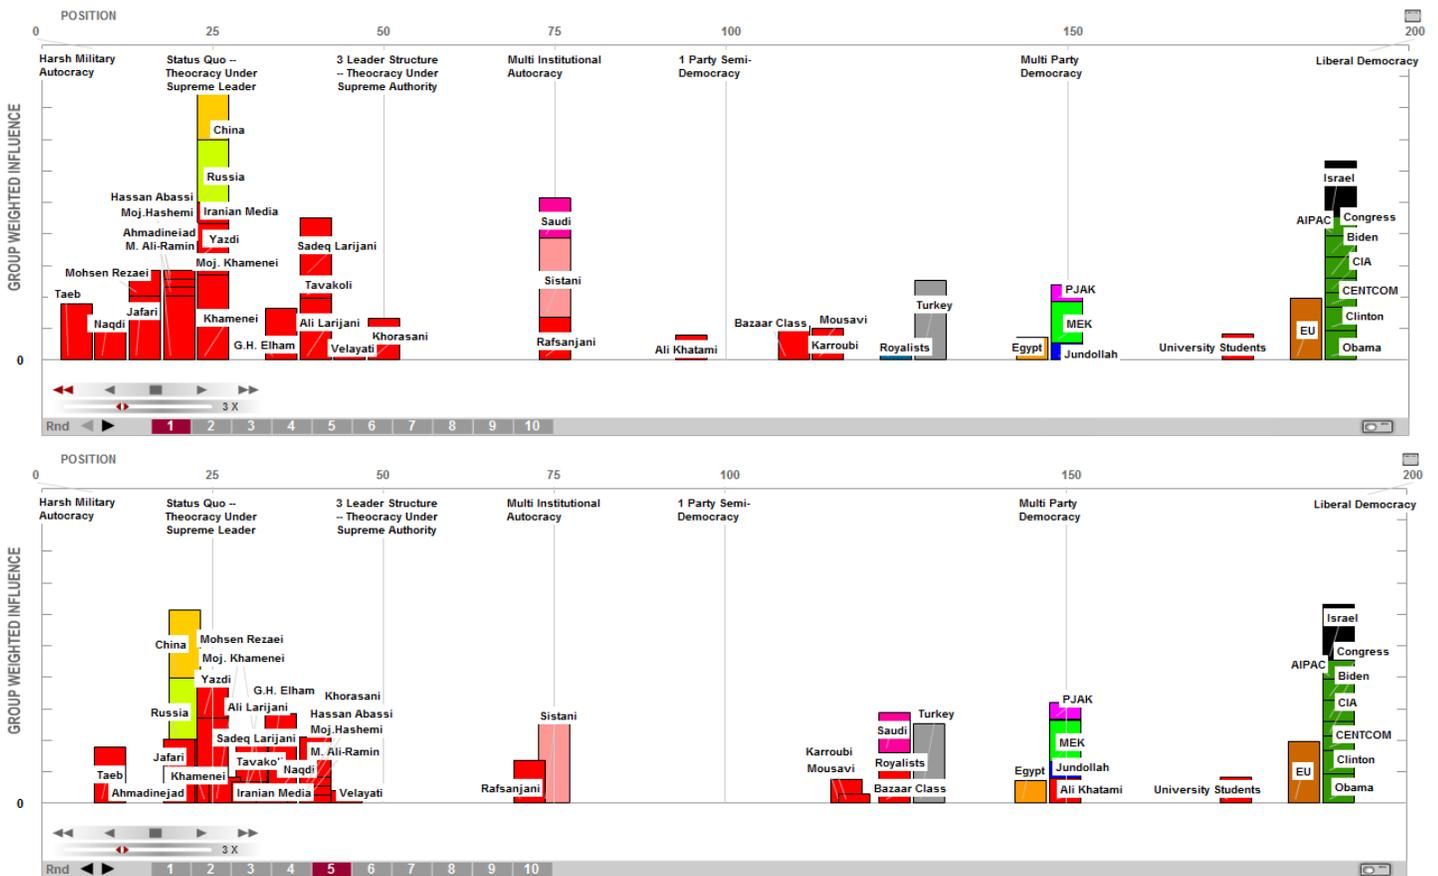 POSITION
0
25
50
75
100
150
200
Harsh Military
Autocracy
Status Quo --
Theocracy Under
Supreme Leader
3 Leader Structure
-- Theocracy Under
Supreme Authority
Multi Institutional
Autocracy
1 Party Semi-
Democracy
Multi Party
Democracy
Liberal Democracy
GROUP WEIGHTED INFLUENCE
China
Russia
Hassan Abassi
Moj.Hashemi
Iranian Media
Ahmadinejad
M. Ali-Ramin
Yazdi
Mohsen Rezaei
Moj. Khamenei
Taeb
Naqdi
Jafari
Khamenei
G.H. Elham
Sadeq Larijani
Tavakoli
Ali Larijani
Velayati
Khorasani
Saudi
Sistani
Rafsanjani
Ali Khatami
Bazaar Class
Mousavi
Karroubi
Turkey
Royalists
Egypt
PJAK
MEK
Jundollah
University Students
EU
Israel
AIPAC
Congress
Biden
CIA
CENTCOM
Clinton
Obama
0
3 X
Rnd
1
2
3
4
5
6
7
8
9
10
POSITION
0
25
50
75
100
150
200
Harsh Military
Autocracy
Status Quo --
Theocracy Under
Supreme Leader
3 Leader Structure
-- Theocracy Under
Supreme Authority
Multi Institutional
Autocracy
1 Party Semi-
Democracy
Multi Party
Democracy
Liberal Democracy
GROUP WEIGHTED INFLUENCE
China
Mohsen Rezaei
Moj. Khamenei
Yazdi
G.H. Elham
Khorasani
Ali Larijani
Russia
Hassan Abassi
Moj.Hashemi
Sadeq Larijani
M. Ali-Ramin
Jafari
Tavako
Naqdi
Taeb
Khamenei
Ahmadinejad
Iranian Media
Velayati
Sistani
Rafsanjani
Karroubi
Mousavi
Saudi
Turkey
Royalists
Bazaar Class
Egypt
PJAK
MEK
Jundollah
Ali Khatami
University Students
EU
Israel
AIPAC
Congress
Biden
CIA
CENTCOM
Clinton
Obama
0
3 X
Rnd
1
2
3
4
5
6
7
8
9
10